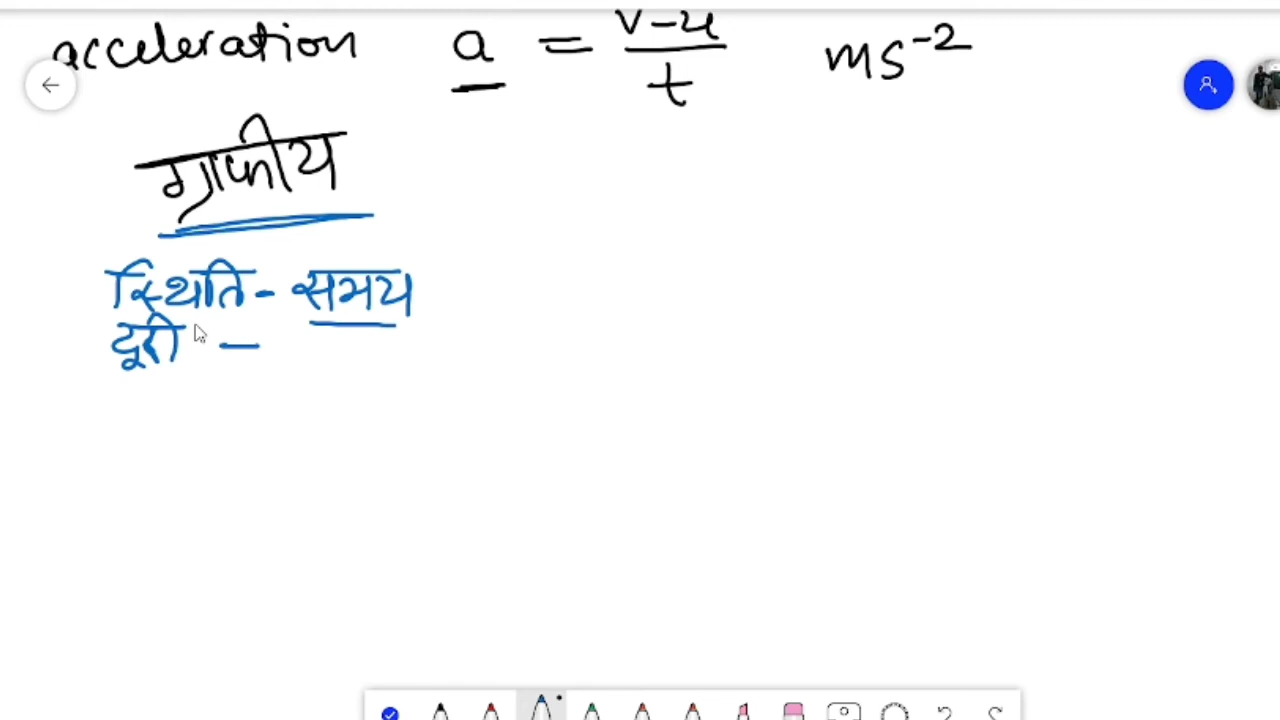 acceleration a = v-u/t ms⁻²
ग्राफीय
स्थिति - समय
दूरी -